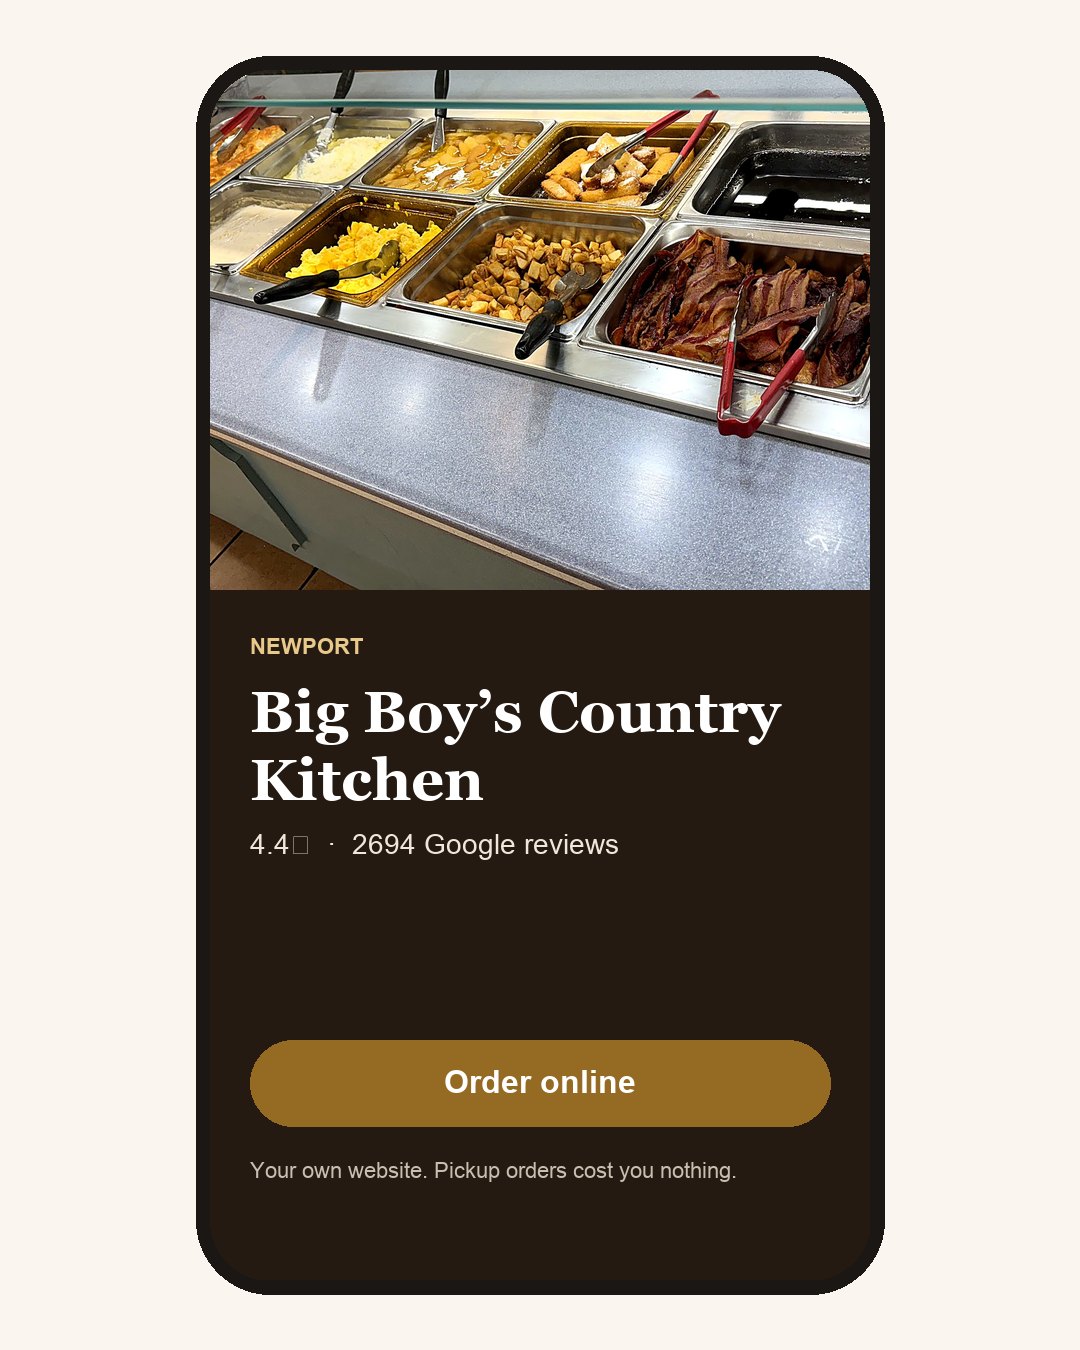 NEWPORT
Big Boy’s Country
Kitchen
4.4 · 2694 Google reviews
Order online
Your own website. Pickup orders cost you nothing.